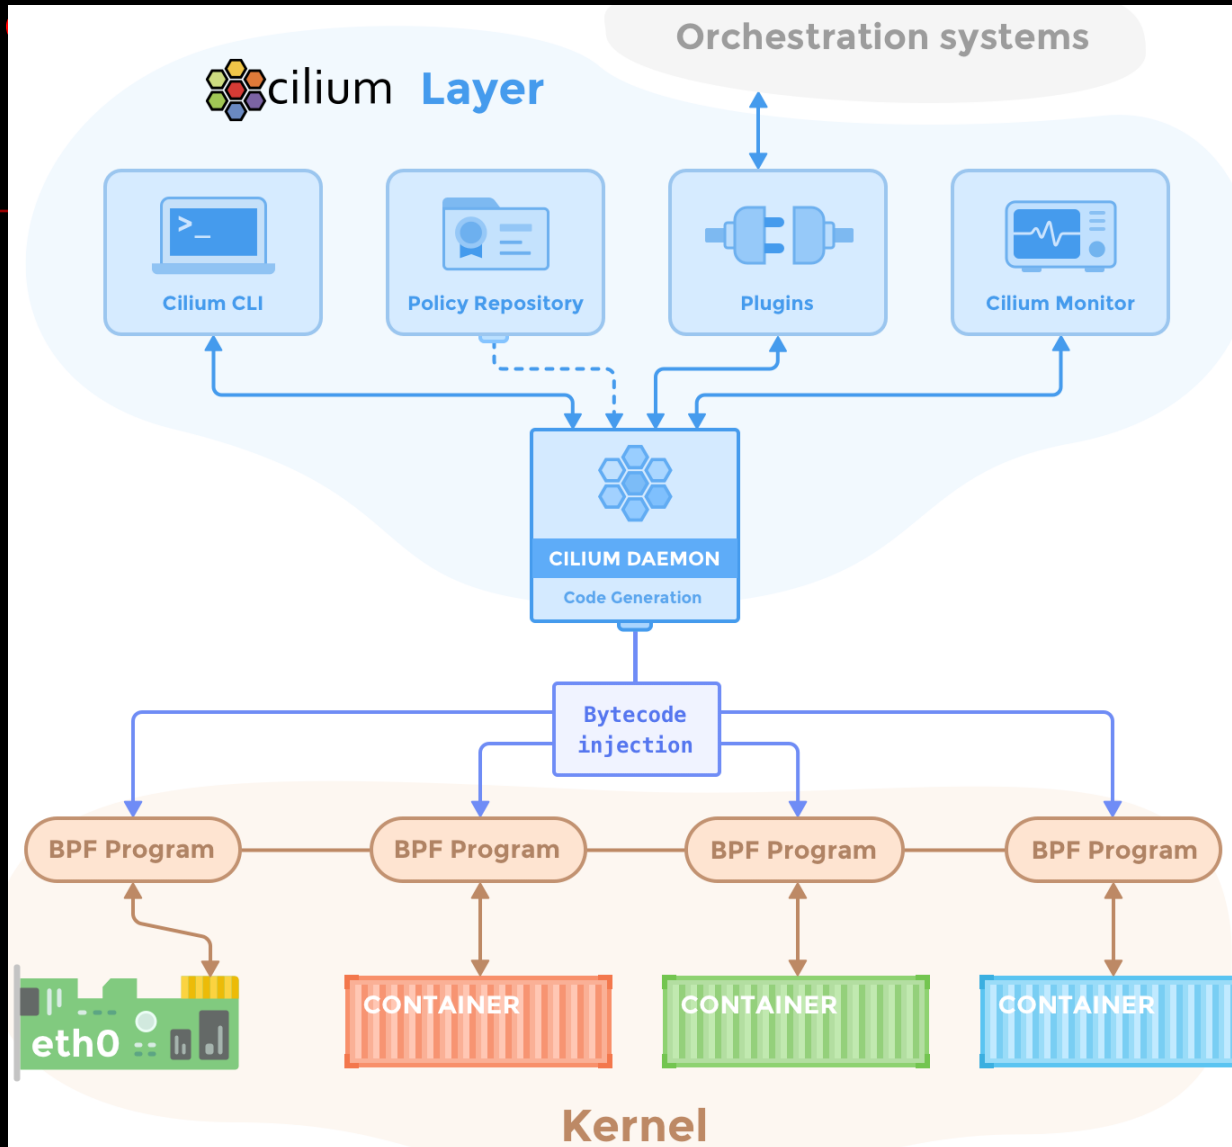 Orchestration systems
cilium Layer
>_
Cilium CLI
Policy Repository
Plugins
Cilium Monitor
CILIUM DAEMON
Code Generation
Bytecode
injection
BPF Program
BPF Program
BPF Program
BPF Program
eth0
CONTAINER
CONTAINER
CONTAINER
Kernel